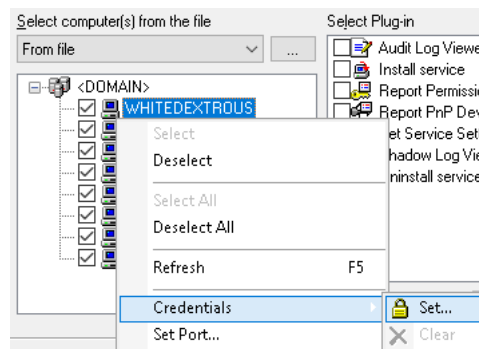 Select computer(s) from the file
From file
...
<DOMAIN>
WHITEDEXTROUS
Select
Deselect
Select All
Deselect All
Refresh F5
Credentials
Set Port...
Set...
Clear
Select Plug-in
Audit Log Viewe
Install service
Report Permissi
Report PnP Dev
et Service Set
hadow Log Vie
ninstall service